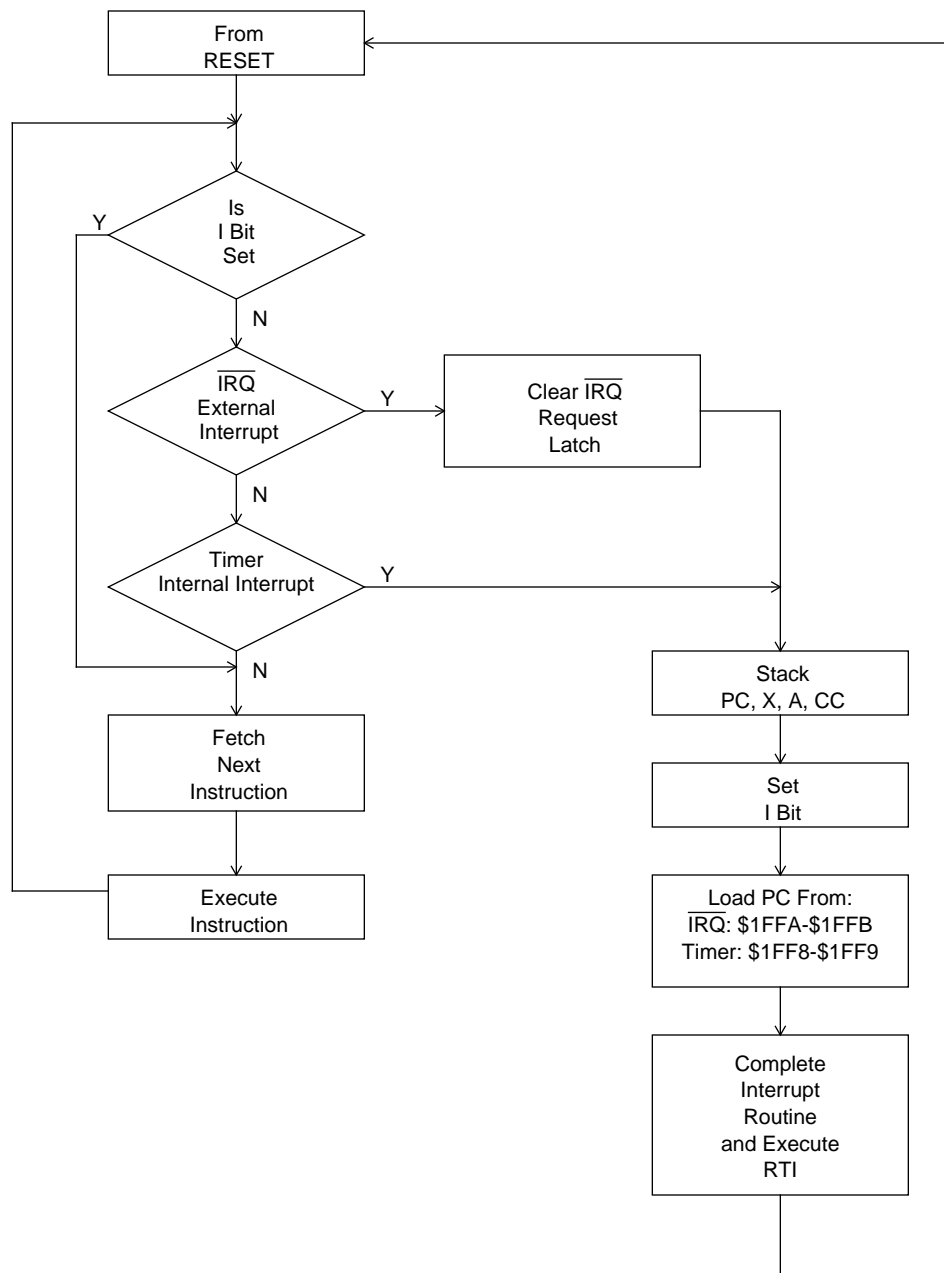 From
RESET
Is
I Bit
Set
Y
N
IRQ
External
Interrupt
Y
Clear IRQ
Request
Latch
N
Timer
Internal Interrupt
Y
N
Fetch
Next
Instruction
Execute
Instruction
Stack
PC, X, A, CC
Set
I Bit
Load PC From:
IRQ: $1FFA-$1FFB
Timer: $1FF8-$1FF9
Complete
Interrupt
Routine
and Execute
RTI